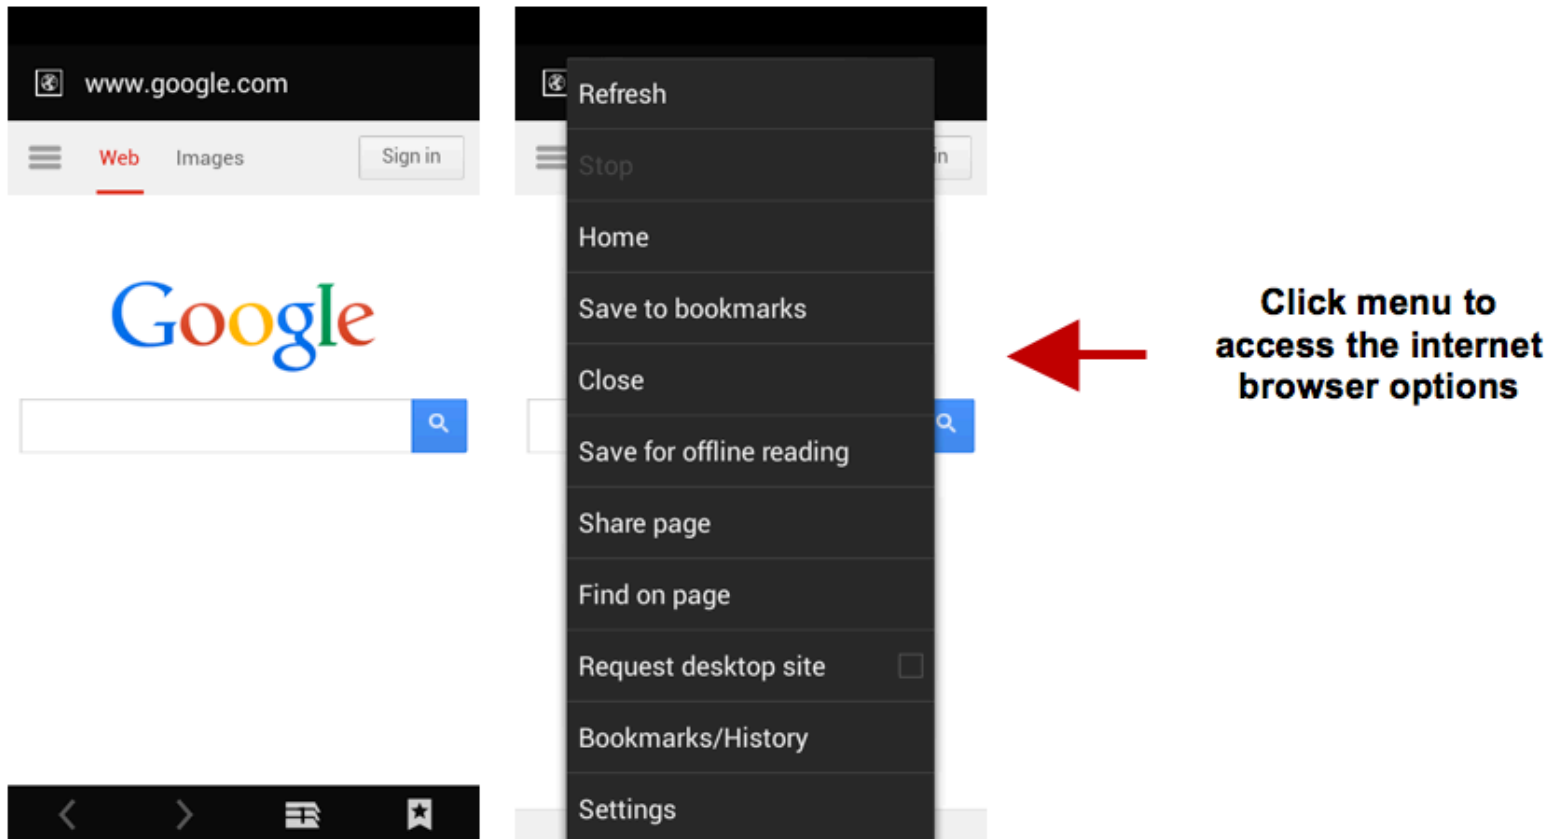 www.google.com
Web Images Sign in
Google
Refresh
Stop
in
Home
Save to bookmarks
Close
Save for offline reading
Share page
Find on page
Request desktop site
Bookmarks/History
Settings
Click menu to
access the internet
browser options